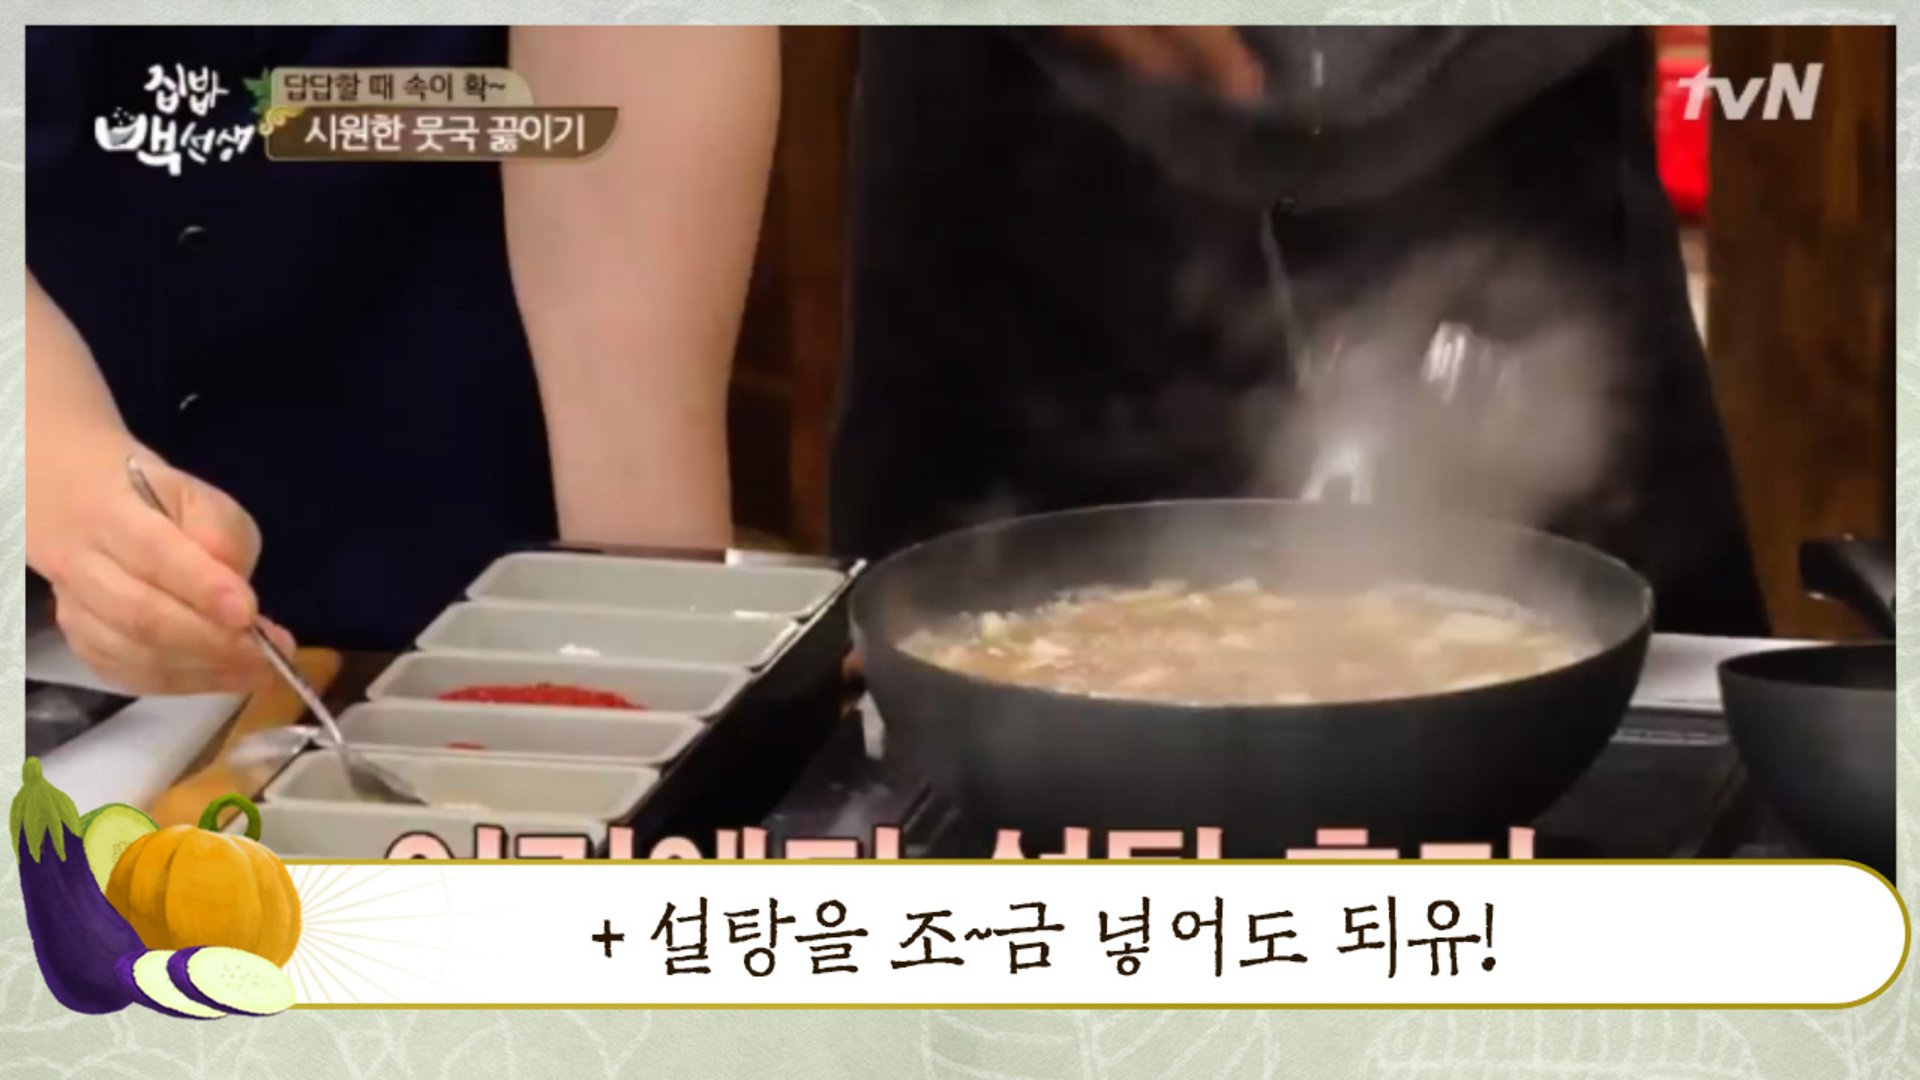 집밥
백선생
답답할 때 속이 확~
시원한 뭇국 끓이기
tvN
+ 설탕을 조~금 넣어도 되유!